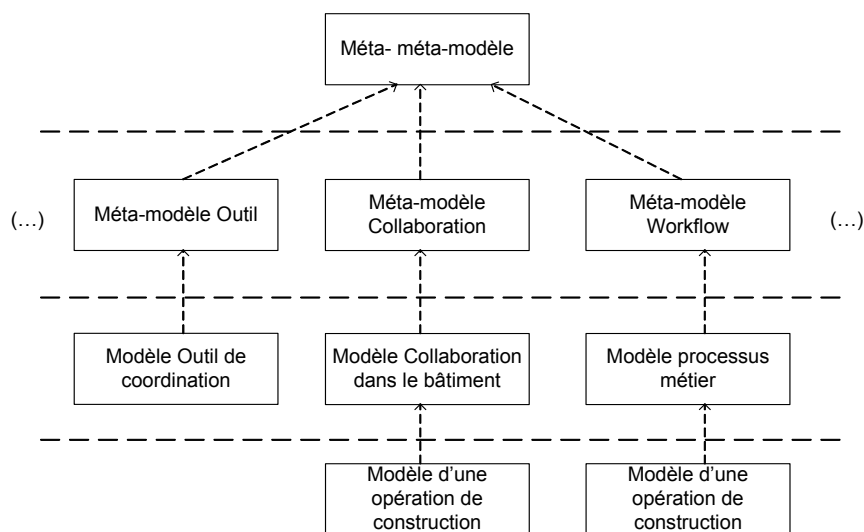 Méta- méta-modèle
(…)
Méta-modèle Outil
Méta-modèle
Collaboration
Méta-modèle
Workflow
(…)
Modèle Outil de
coordination
Modèle Collaboration
dans le bâtiment
Modèle processus
métier
Modèle d'une
opération de
construction
Modèle d'une
opération de
construction